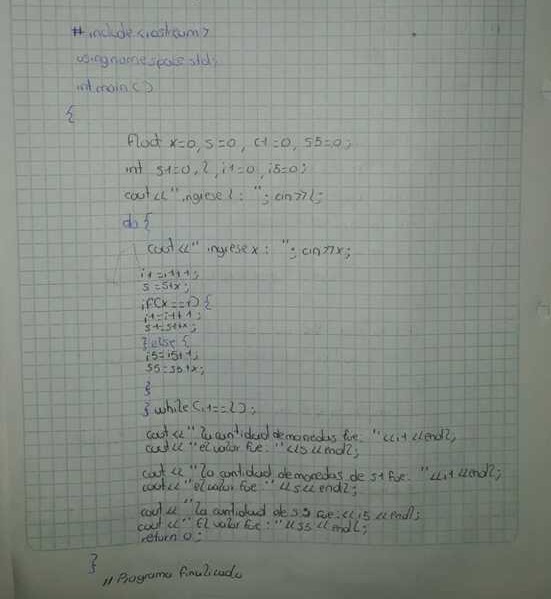 #include <iostream>
using namespace std;
int main ()
{
float x=0, s=0, c1=0, s5=0;
int s1=0, l, i1=0, i5=0;
cout << "ingrese l: "; cin>>l;
do {
cout << " ingrese x: "; cin>>x;
i1=i1+1;
s=s+x;
if(x==1) {
i1=i1+1;
s1=s1+x;
} else {
i5=i5+1;
s5=s5+x;
}
} while (i1==l);
cout << "la cantidad de monedas fue: "<<i1<<endl;
cout << "el valor fue: "<<s<<endl;
cout << "la cantidad de monedas de s1 fue: "<<i1<<endl;
cout << "el valor fue: "<<s<<endl;
cout << "la cantidad de s5 fue:<<i5<<endl;
cout << "El valor fue: "<<s5<<endl;
return 0;
}
// Programa finalizado